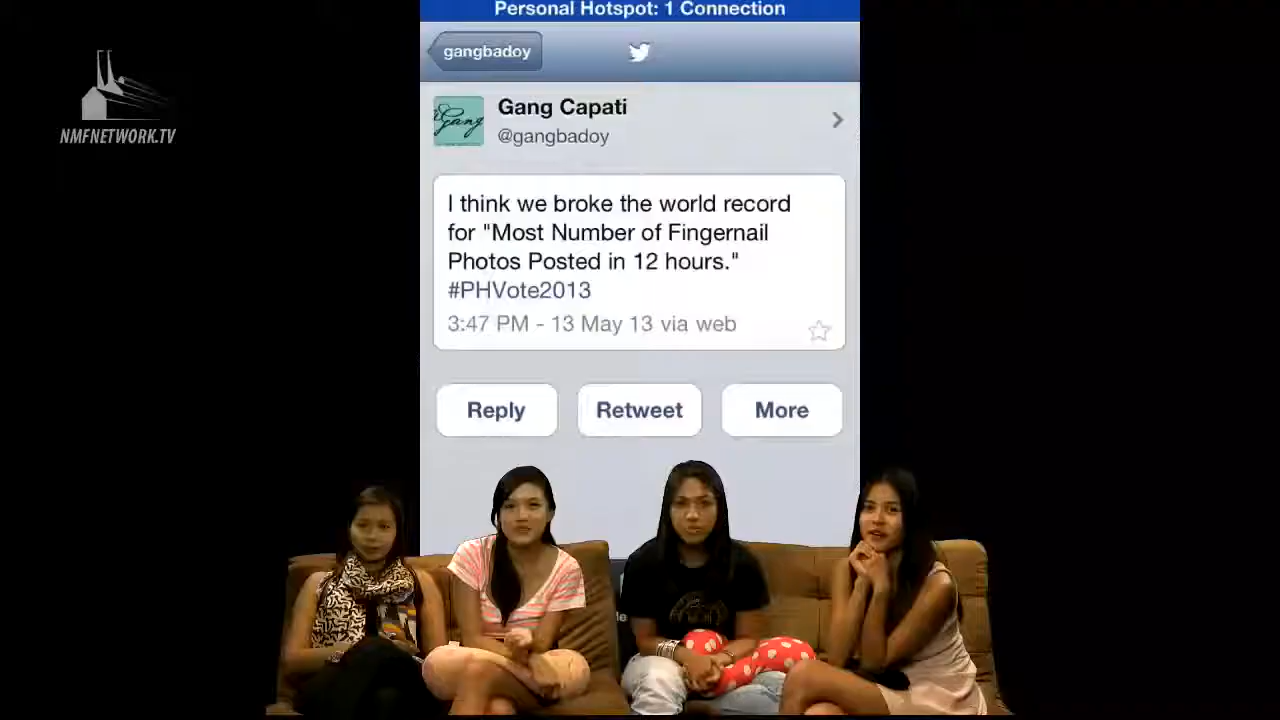 Personal Hotspot: 1 Connection
gangbadoy
NMFNETWORK.TV
Gang
Gang Capati
@gangbadoy
I think we broke the world record
for "Most Number of Fingernail
Photos Posted in 12 hours."
#PHVote2013
3:47 PM - 13 May 13 via web
Reply
Retweet
More